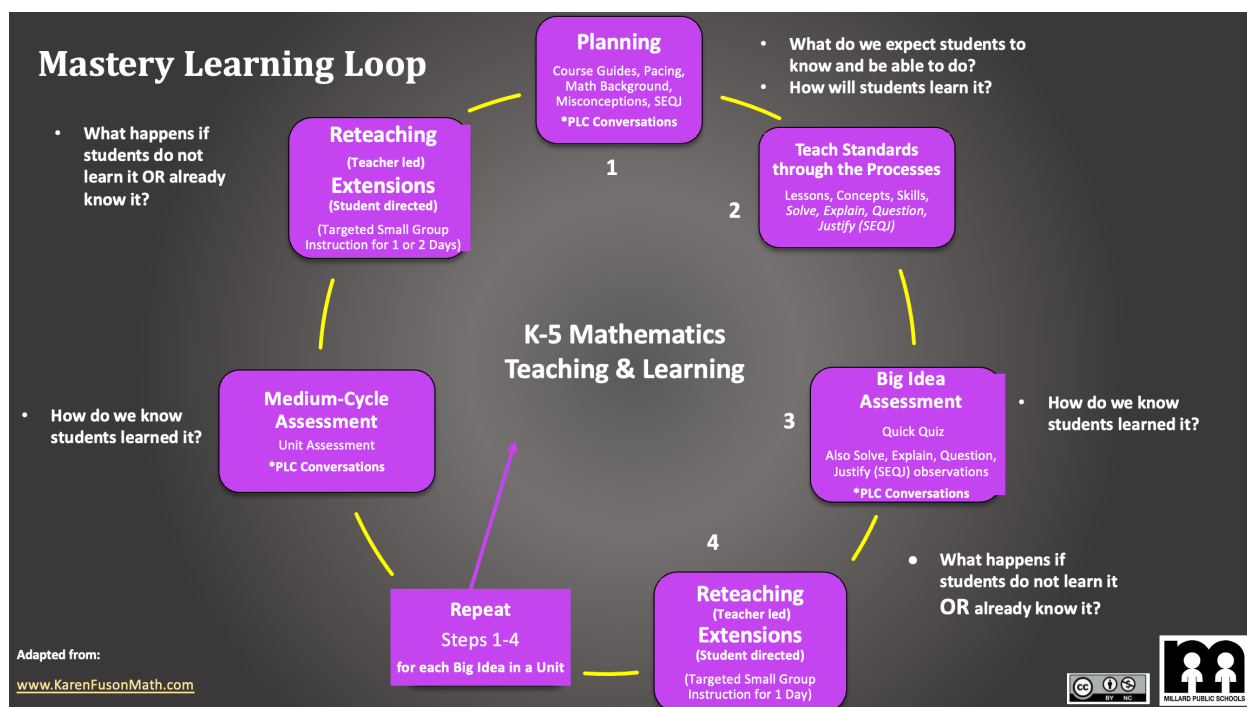 Mastery Learning Loop
Planning
Course Guides, Pacing,
Math Background,
Misconceptions, SEQJ
*PLC Conversations
1
• What do we expect students to
know and be able to do?
• How will students learn it?
Teach Standards
through the Processes
Lessons, Concepts, Skills,
Solve, Explain, Question,
Justify (SEQJ)
2
Big Idea
Assessment
Quick Quiz
Also Solve, Explain, Question,
Justify (SEQJ) observations
*PLC Conversations
3
• How do we know
students learned it?
4
Reteaching
(Teacher led)
Extensions
(Student directed)
(Targeted Small Group
Instruction for 1 Day)
• What happens if
students do not learn it
OR already know it?
Repeat
Steps 1-4
for each Big Idea in a Unit
Medium-Cycle
Assessment
Unit Assessment
*PLC Conversations
• How do we know
students learned it?
Reteaching
(Teacher led)
Extensions
(Student directed)
(Targeted Small Group
Instruction for 1 or 2 Days)
• What happens if
students do not
learn it OR already
know it?
K-5 Mathematics
Teaching & Learning
Adapted from:
www.KarenFusonMath.com
cc
BY NC
m
MILLARD PUBLIC SCHOOLS